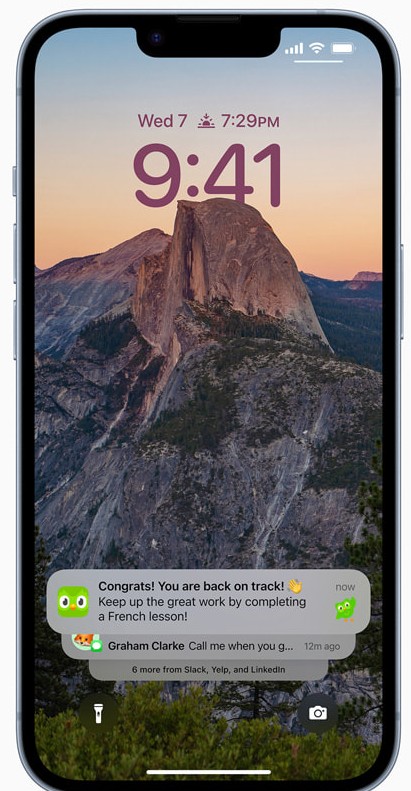 Wed 7 7:29PM
9:41
Congrats! You are back on track! 👋 now
Keep up the great work by completing
a French lesson!
Graham Clarke Call me when you g... 12m ago
6 more from Slack, Yelp, and LinkedIn